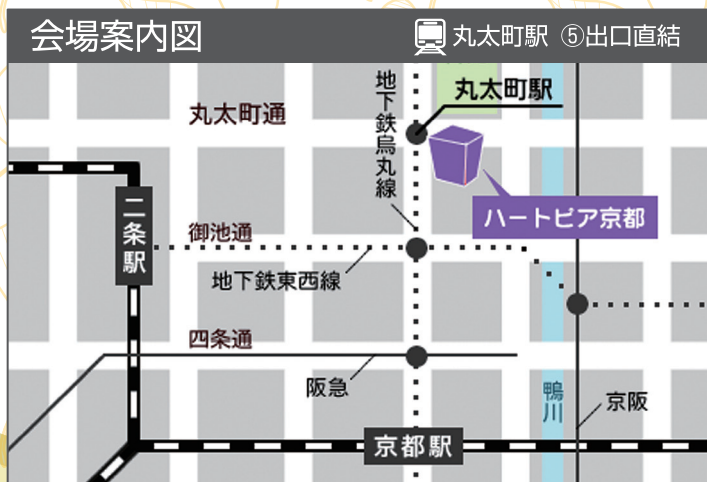 会場案内図
丸太町駅 ⑤出口直結
丸太町駅
丸太町通
地下鉄烏丸線
二条駅
ハートピア京都
御池通
地下鉄東西線
四条通
阪急
鴨川
京阪
京都駅